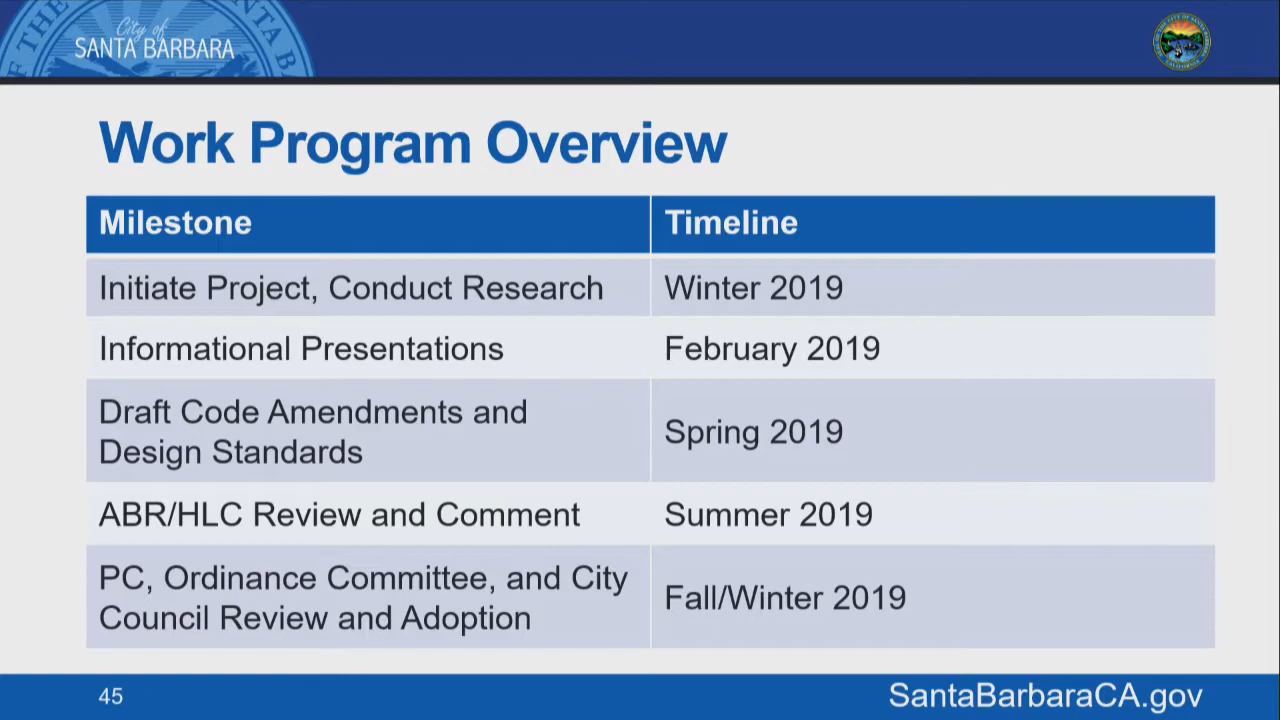 City of
SANTA BARBARA
Work Program Overview
Milestone
Timeline
Initiate Project, Conduct Research
Winter 2019
Informational Presentations
February 2019
Draft Code Amendments and
Design Standards
Spring 2019
ABR/HLC Review and Comment
Summer 2019
PC, Ordinance Committee, and City
Council Review and Adoption
Fall/Winter 2019
45
SantaBarbaraCA.gov